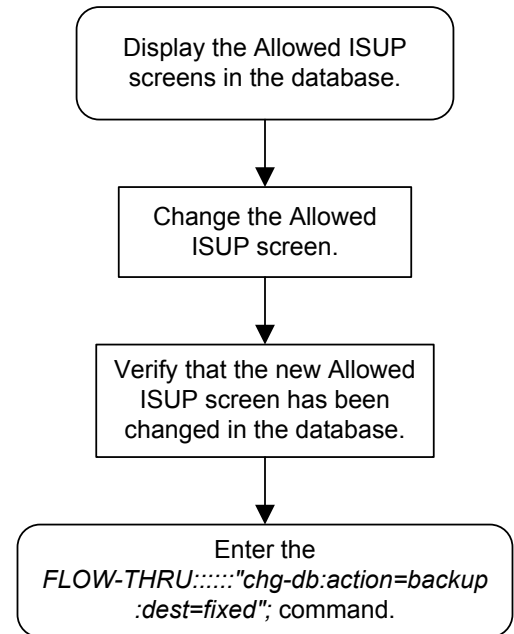 Display the Allowed ISUP
screens in the database.
Change the Allowed
ISUP screen.
Verify that the new Allowed
ISUP screen has been
changed in the database.
Enter the
FLOW-THRU::::::"chg-db:action=backup
:dest=fixed"; command.